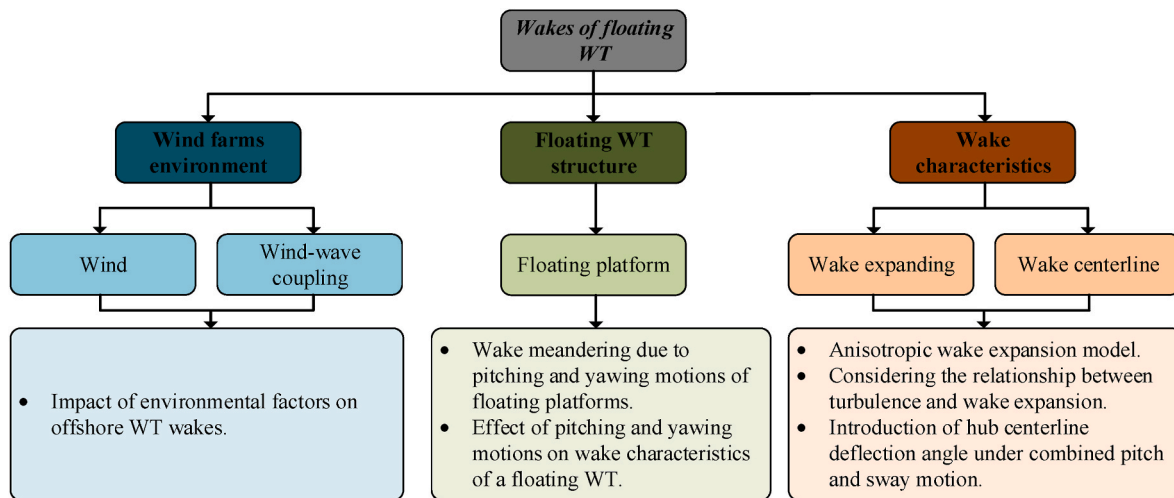 Wakes of floating
WT
Wind farms
environment
Floating WT
structure
Wake
characteristics
Wind
Wind-wave
coupling
Floating platform
Wake expanding
Wake centerline
• Impact of environmental factors on
offshore WT wakes.
• Wake meandering due to
pitching and yawing motions of
floating platforms.
• Effect of pitching and yawing
motions on wake characteristics
of a floating WT.
• Anisotropic wake expansion model.
• Considering the relationship between
turbulence and wake expansion.
• Introduction of hub centerline
deflection angle under combined pitch
and sway motion.